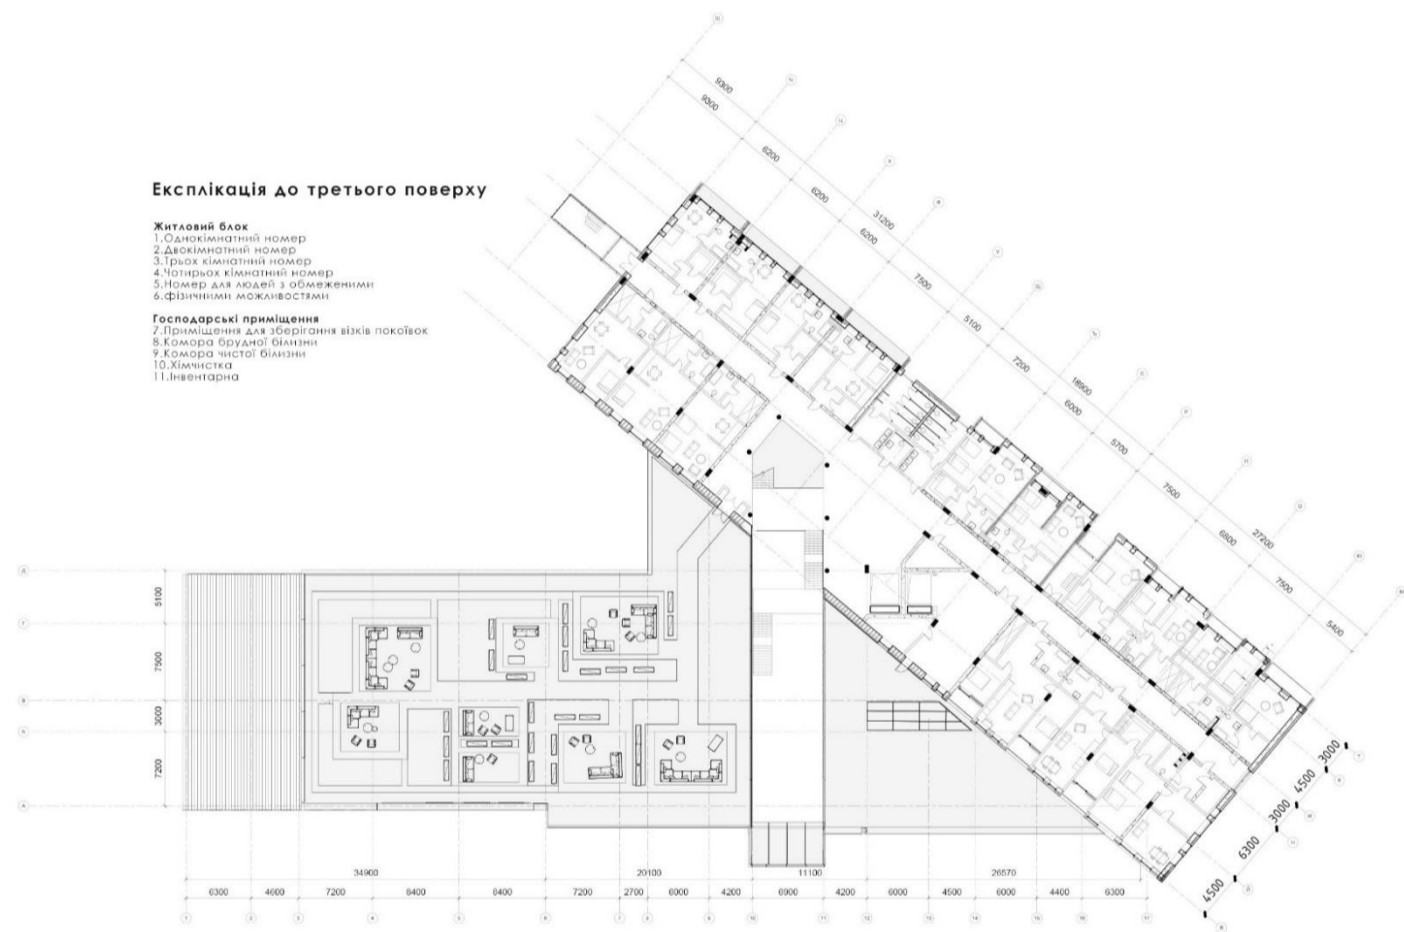 Експлікація до третього поверху
Житловий блок
1.Однокімнатний номер
2.Двокімнатний номер
3.Трьох кімнатний номер
4.Чотирьох кімнатний номер
5.Номер для людей з обмеженими
6.фізичними можливостями
Господарські приміщення
7.Приміщення для зберігання візків покоївок
8.Комора брудної білизни
9.Комора чистої білизни
10.Хімчистка
11.Інвентарна
9300
9300
6200
6200
31200
6200
7500
5100
7200
18900
6000
5700
7500
6800
27200
7500
5400
3000
4500
3000
6300
4500
5100
7500
3000
7200
34900
20100
11100
26570
6300 4600 7200 8400 8400 7200 2700 6000 4200 6900 4200 6000 4500 6000 4400 6300